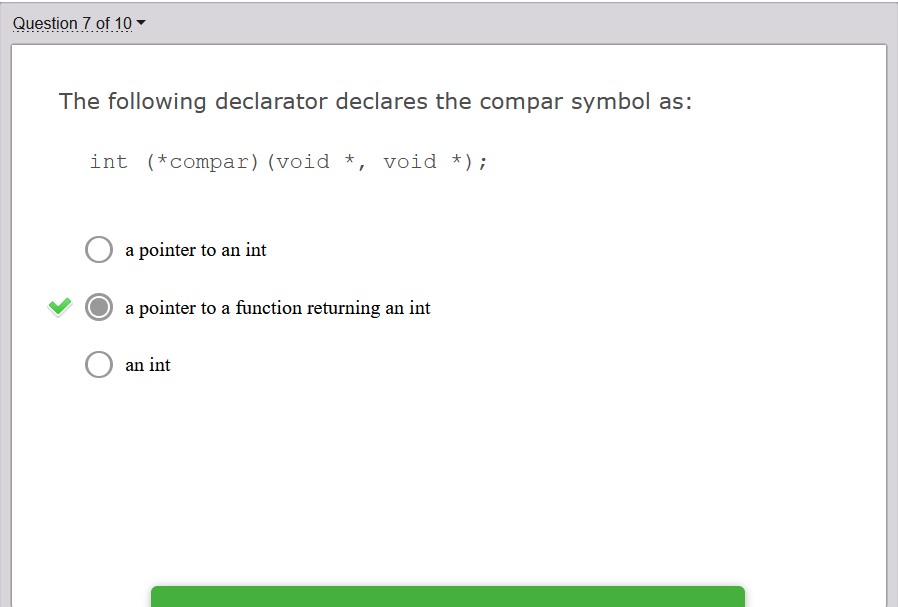 Question 7 of 10
The following declarator declares the compar symbol as:
int (*compar)(void *, void *);
a pointer to an int
a pointer to a function returning an int
an int